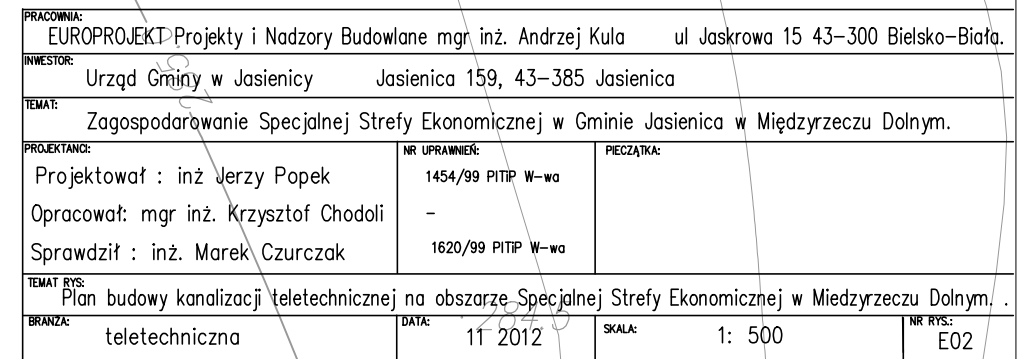 PRACOWNIA:
EUROPROJEKT Projekty i Nadzory Budowlane mgr inż. Andrzej Kula ul Jaskrowa 15 43-300 Bielsko-Biała.
INWESTOR:
Urząd Gminy w Jasienicy Jasienica 159, 43-385 Jasienica
TEMAT:
Zagospodarowanie Specjalnej Strefy Ekonomicznej w Gminie Jasienica w Międzyrzeczu Dolnym.
PROJEKTANCI: NR UPRAWNIEŃ: PIECZĄTKA:
Projektował : inż Jerzy Popek 1454/99 PITiP W-wa
Opracował: mgr inż. Krzysztof Chodoli -
Sprawdził : inż. Marek Czurczak 1620/99 PITiP W-wa
TEMAT RYS:
Plan budowy kanalizacji teletechnicznej na obszarze Specjalnej Strefy Ekonomicznej w Miedzyrzeczu Dolnym. .
284.5
BRANŻA: DATA: SKALA: NR RYS.:
teletechniczna 11 2012 1: 500 E02